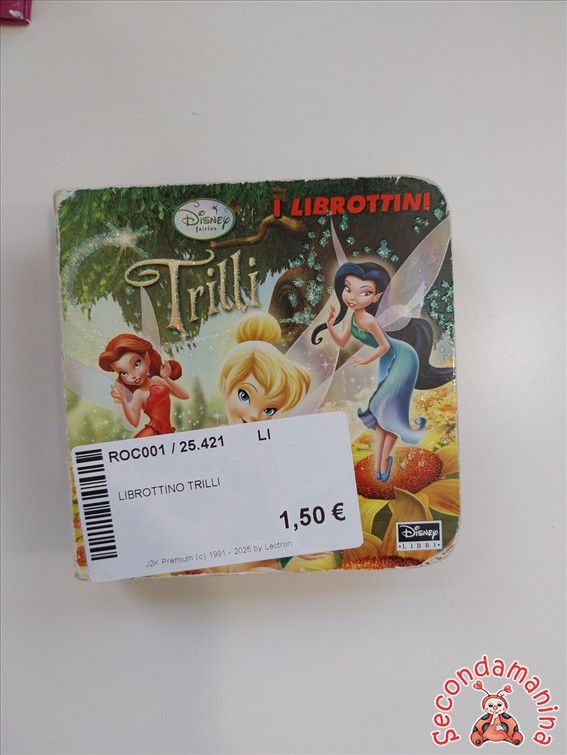 I LIBROTTINI
Disney
fairies
Trilli
ROC001 / 25.421 LI
LIBROTTINO TRILLI
1,50 €
J2K Premium (c) 1991 - 2025 by Leotron
Disney
LIBRI
Secondamanina